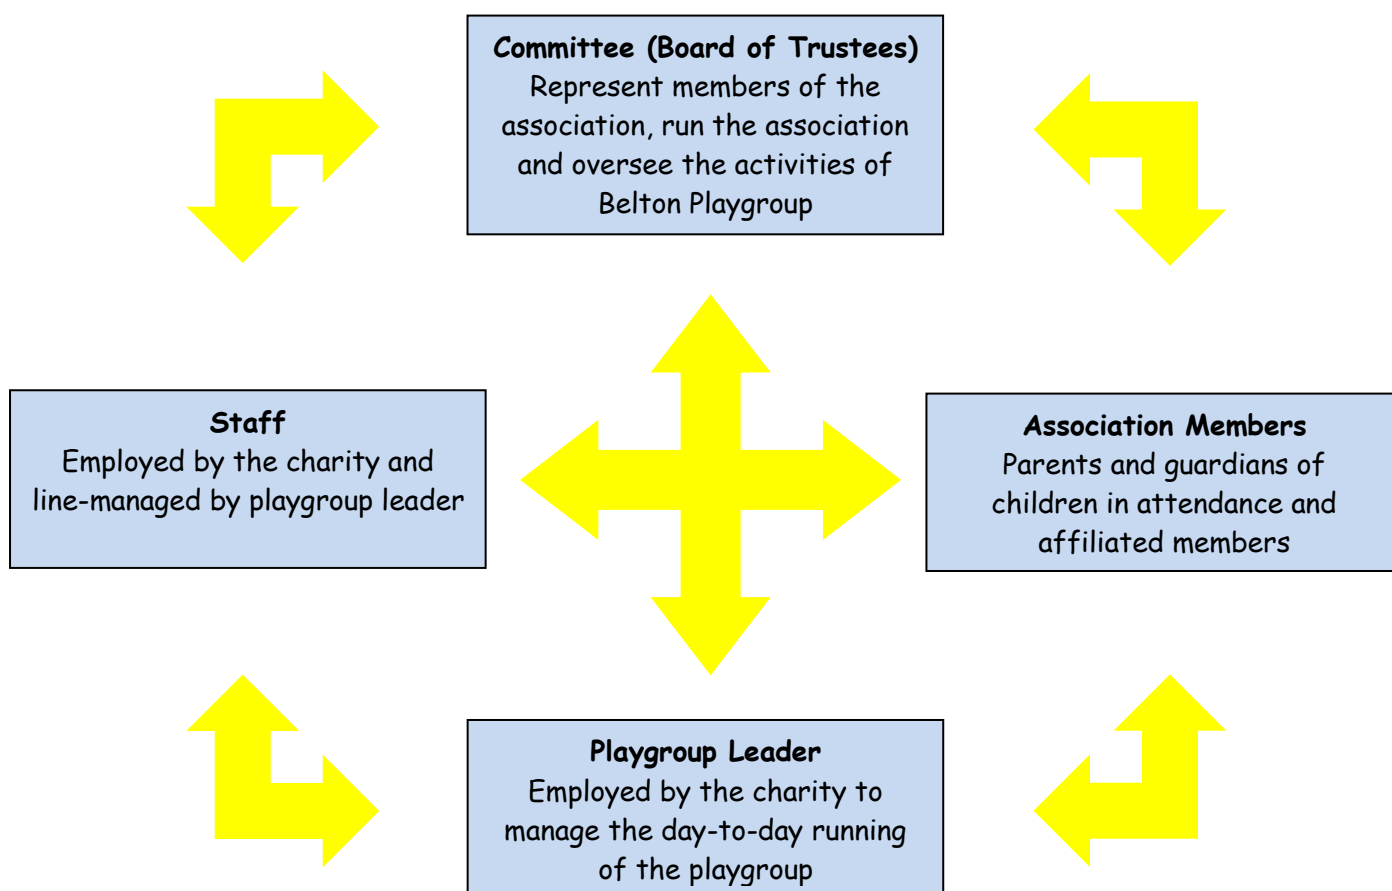 Committee (Board of Trustees)
Represent members of the
association, run the association
and oversee the activities of
Belton Playgroup
Staff
Employed by the charity and
line-managed by playgroup leader
Association Members
Parents and guardians of
children in attendance and
affiliated members
Playgroup Leader
Employed by the charity to
manage the day-to-day running
of the playgroup